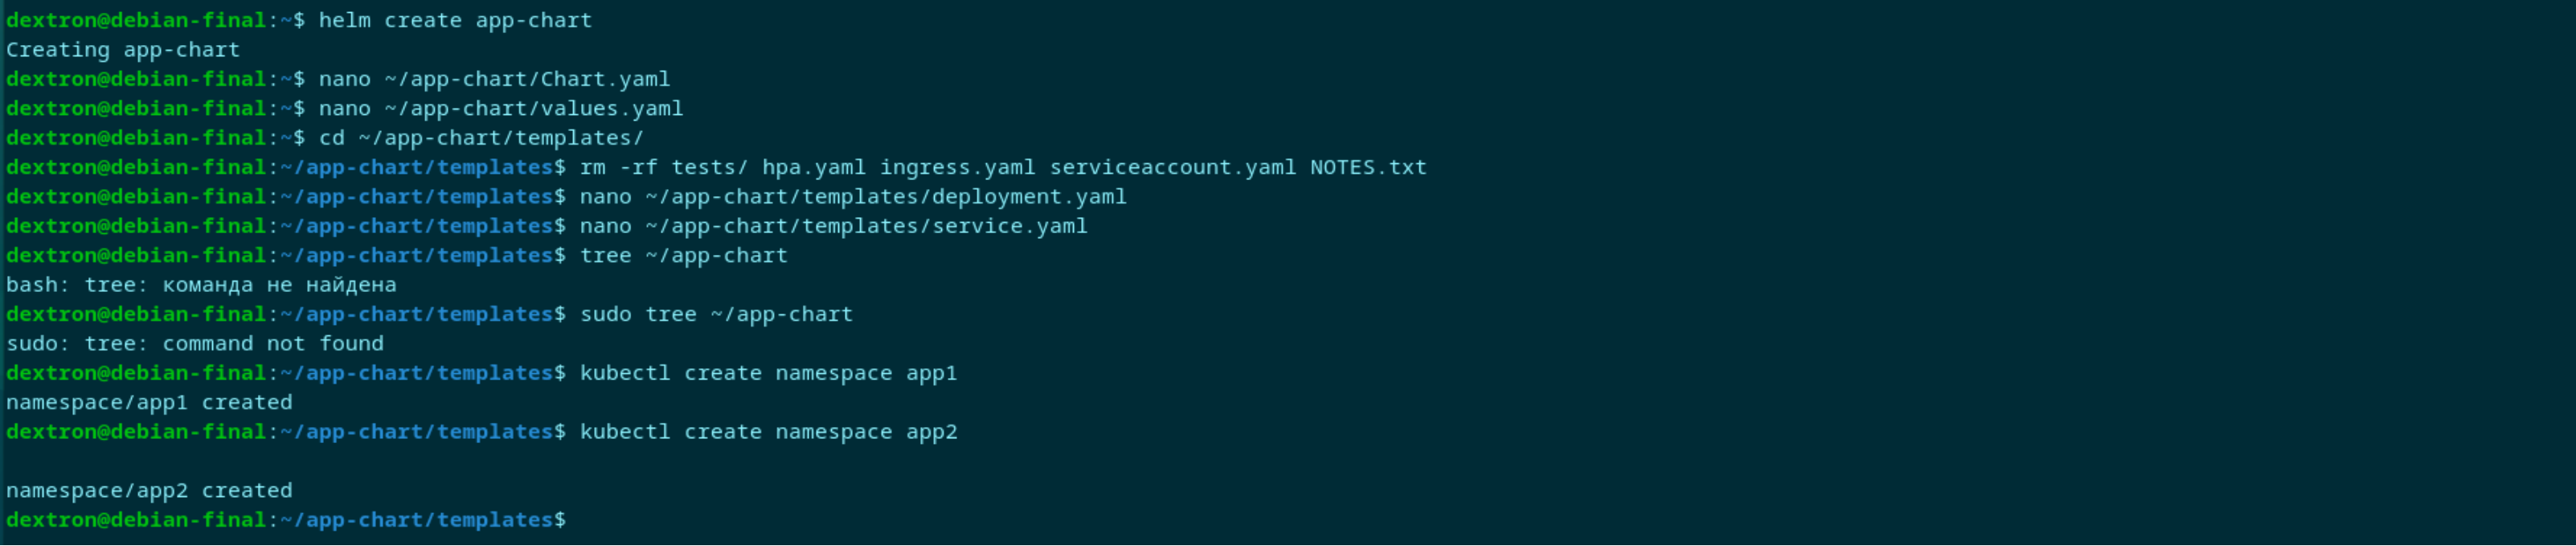 dextron@debian-final:~$ helm create app-chart
Creating app-chart
dextron@debian-final:~$ nano ~/app-chart/Chart.yaml
dextron@debian-final:~$ nano ~/app-chart/values.yaml
dextron@debian-final:~$ cd ~/app-chart/templates/
dextron@debian-final:~/app-chart/templates$ rm -rf tests/ hpa.yaml ingress.yaml serviceaccount.yaml NOTES.txt
dextron@debian-final:~/app-chart/templates$ nano ~/app-chart/templates/deployment.yaml
dextron@debian-final:~/app-chart/templates$ nano ~/app-chart/templates/service.yaml
dextron@debian-final:~/app-chart/templates$ tree ~/app-chart
bash: tree: команда не найдена
dextron@debian-final:~/app-chart/templates$ sudo tree ~/app-chart
sudo: tree: command not found
dextron@debian-final:~/app-chart/templates$ kubectl create namespace app1
namespace/app1 created
dextron@debian-final:~/app-chart/templates$ kubectl create namespace app2
namespace/app2 created
dextron@debian-final:~/app-chart/templates$